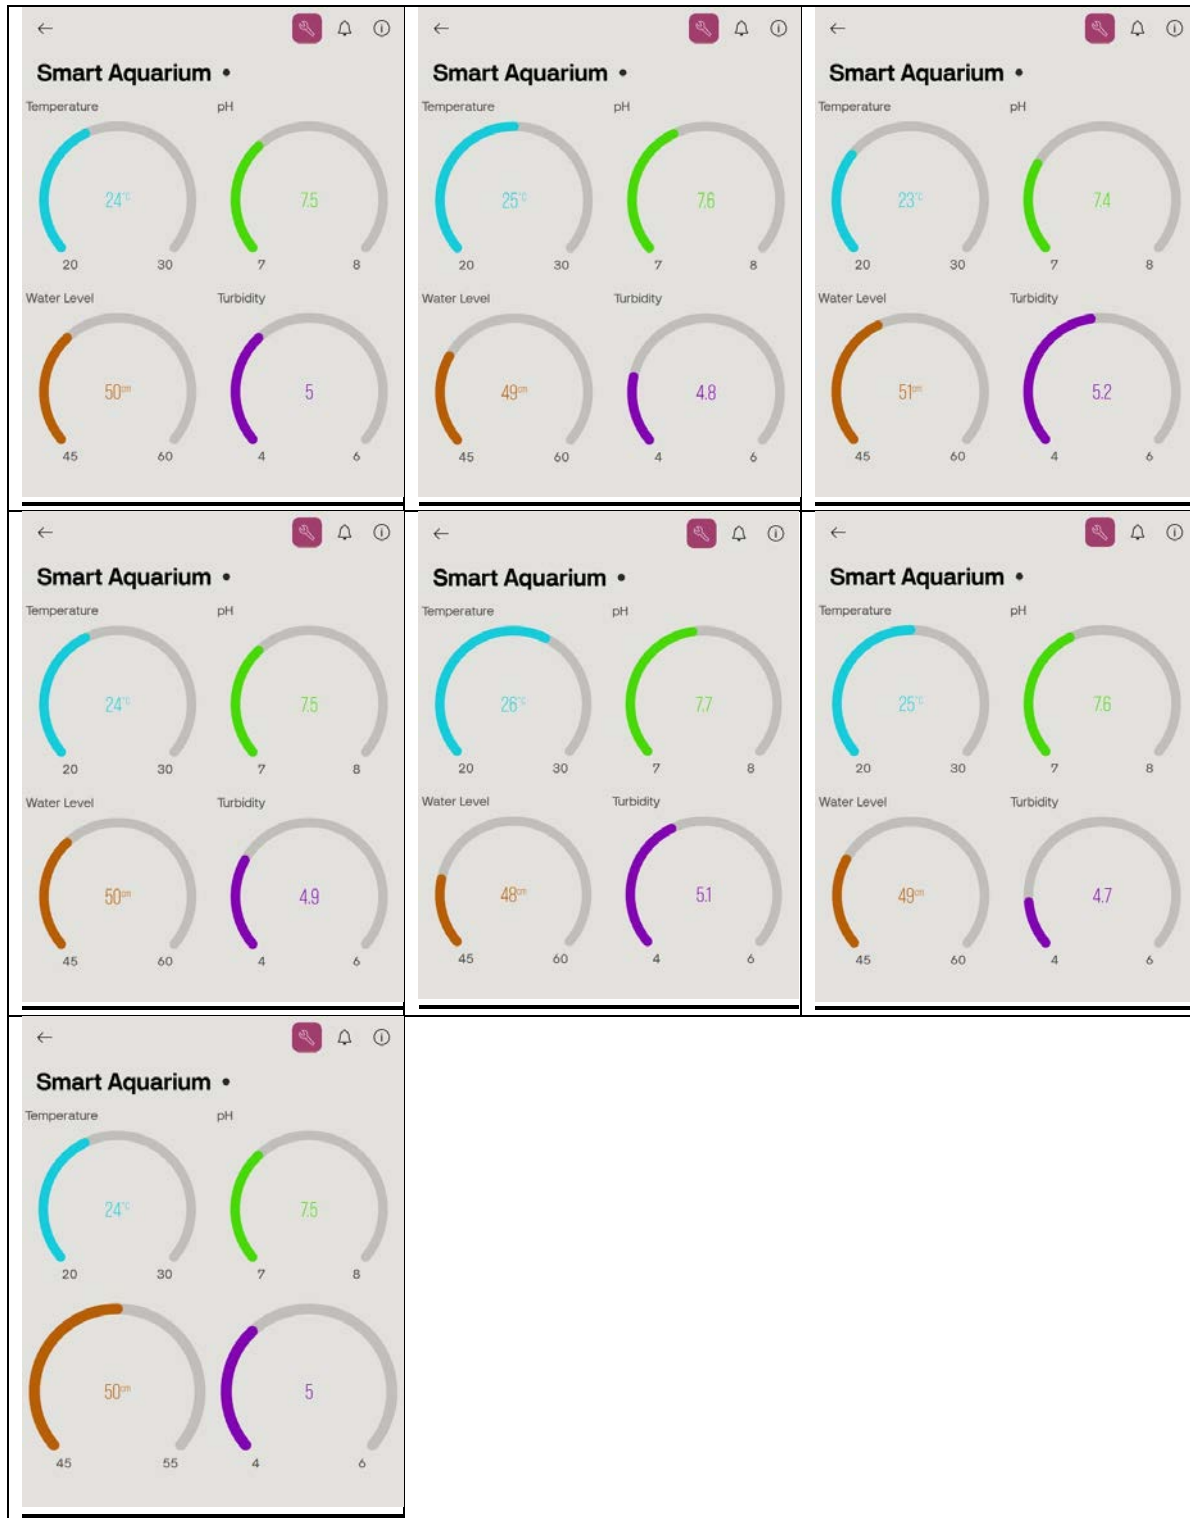 Smart Aquarium
Temperature pH
24°C 7.5
20 30 7 8
Water Level Turbidity
50cm 5
45 60 4 6
Smart Aquarium
Temperature pH
25°C 7.6
20 30 7 8
Water Level Turbidity
49cm 4.8
45 60 4 6
Smart Aquarium
Temperature pH
23°C 7.4
20 30 7 8
Water Level Turbidity
51cm 5.2
45 60 4 6
Smart Aquarium
Temperature pH
24°C 7.5
20 30 7 8
Water Level Turbidity
50cm 4.9
45 60 4 6
Smart Aquarium
Temperature pH
26°C 7.7
20 30 7 8
Water Level Turbidity
48cm 5.1
45 60 4 6
Smart Aquarium
Temperature pH
25°C 7.6
20 30 7 8
Water Level Turbidity
49cm 4.7
45 60 4 6
Smart Aquarium
Temperature pH
24°C 7.5
20 30 7 8
50cm 5
45 55 4 6